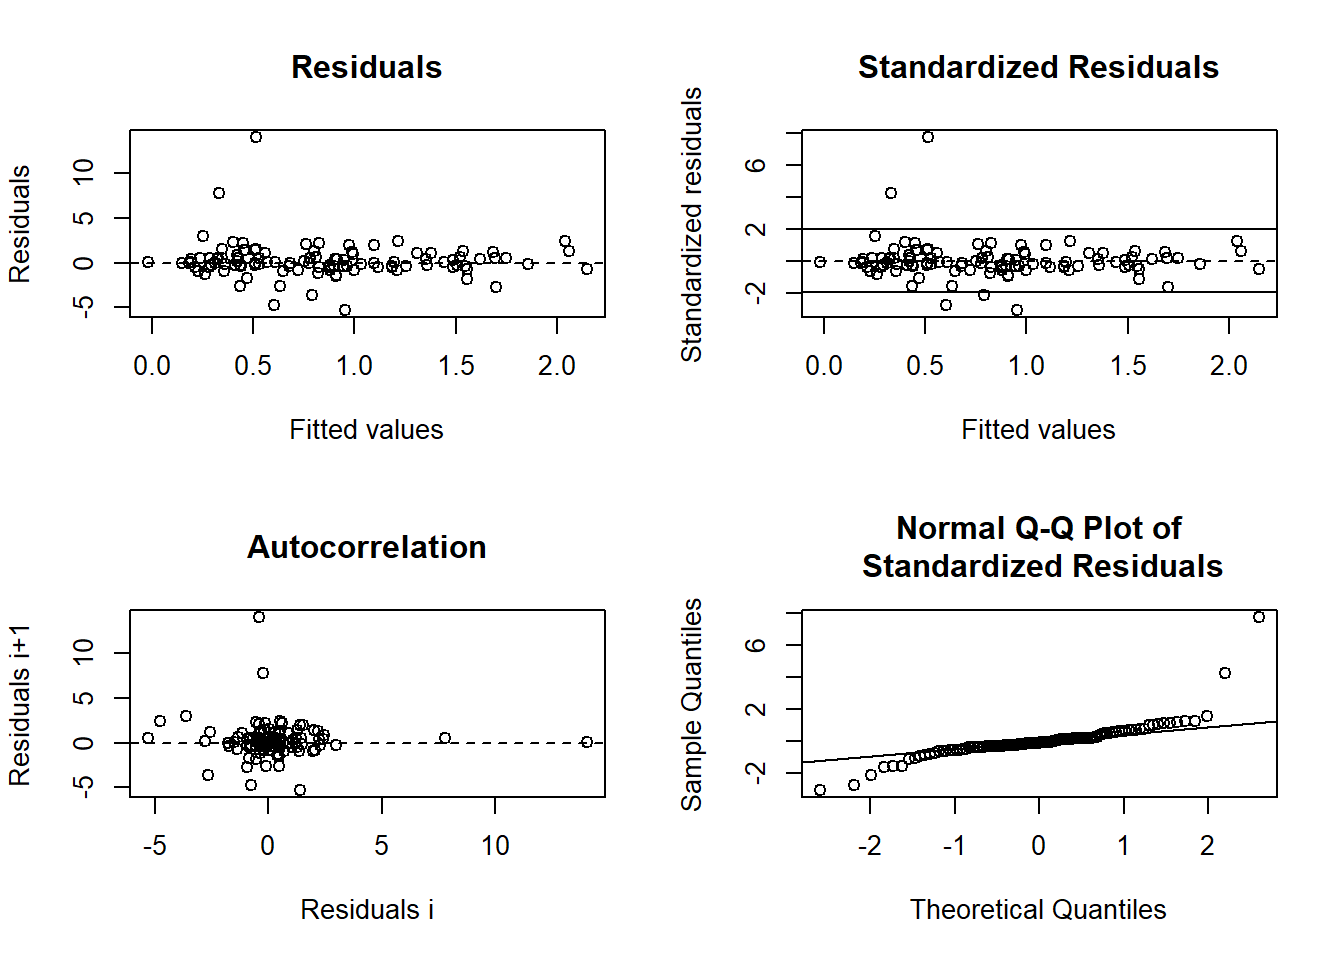 Residuals
Residuals
10
5
0
-5
0.0 0.5 1.0 1.5 2.0
Fitted values
Standardized Residuals
Standardized residuals
6
2
-2
0.0 0.5 1.0 1.5 2.0
Fitted values
Autocorrelation
Residuals i+1
10
5
0
-5
-5 0 5 10
Residuals i
Normal Q-Q Plot of
Standardized Residuals
Sample Quantiles
6
2
-2
-2 -1 0 1 2
Theoretical Quantiles